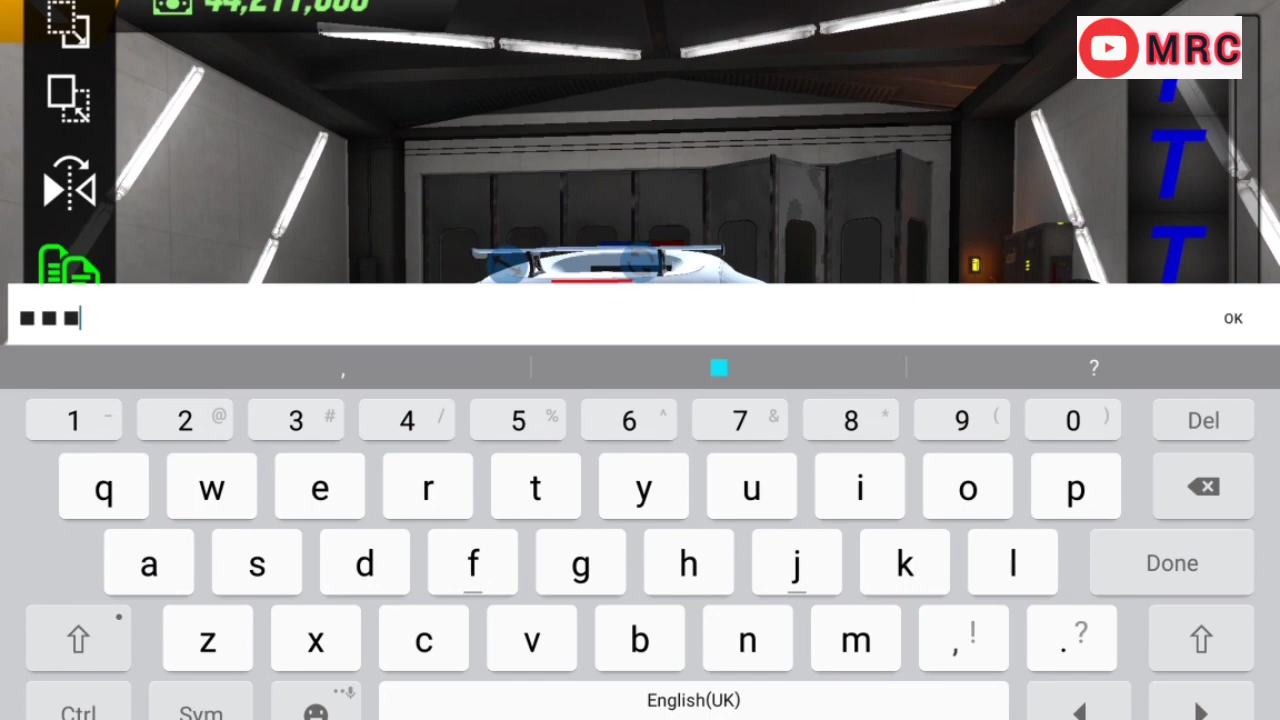 44,211,000
MRC
T
T
T
■ ■ ■
OK
, ■ ?
1 - 2 @ 3 # 4 / 5 % 6 ^ 7 & 8 * 9 ( 0 ) Del
q w e r t y u i o p
a s d f g h j k l Done
z x c v b n m , ! . ?
Ctrl Sym English(UK)